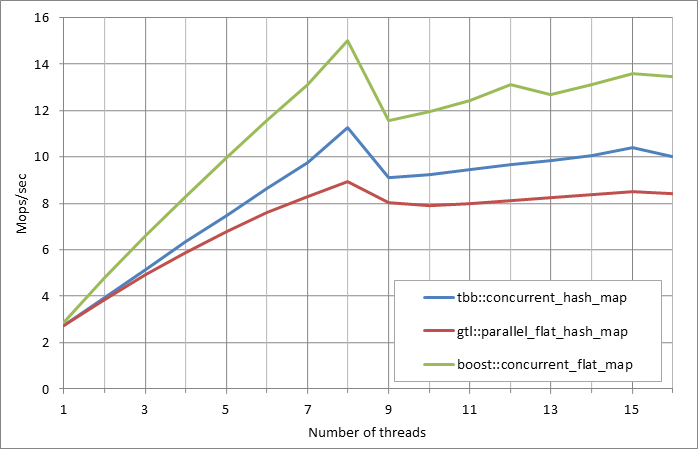 16
14
12
10
8
6
4
2
0
Mops/sec
tbb::concurrent_hash_map
gtl::parallel_flat_hash_map
boost::concurrent_flat_map
1 3 5 7 9 11 13 15
Number of threads